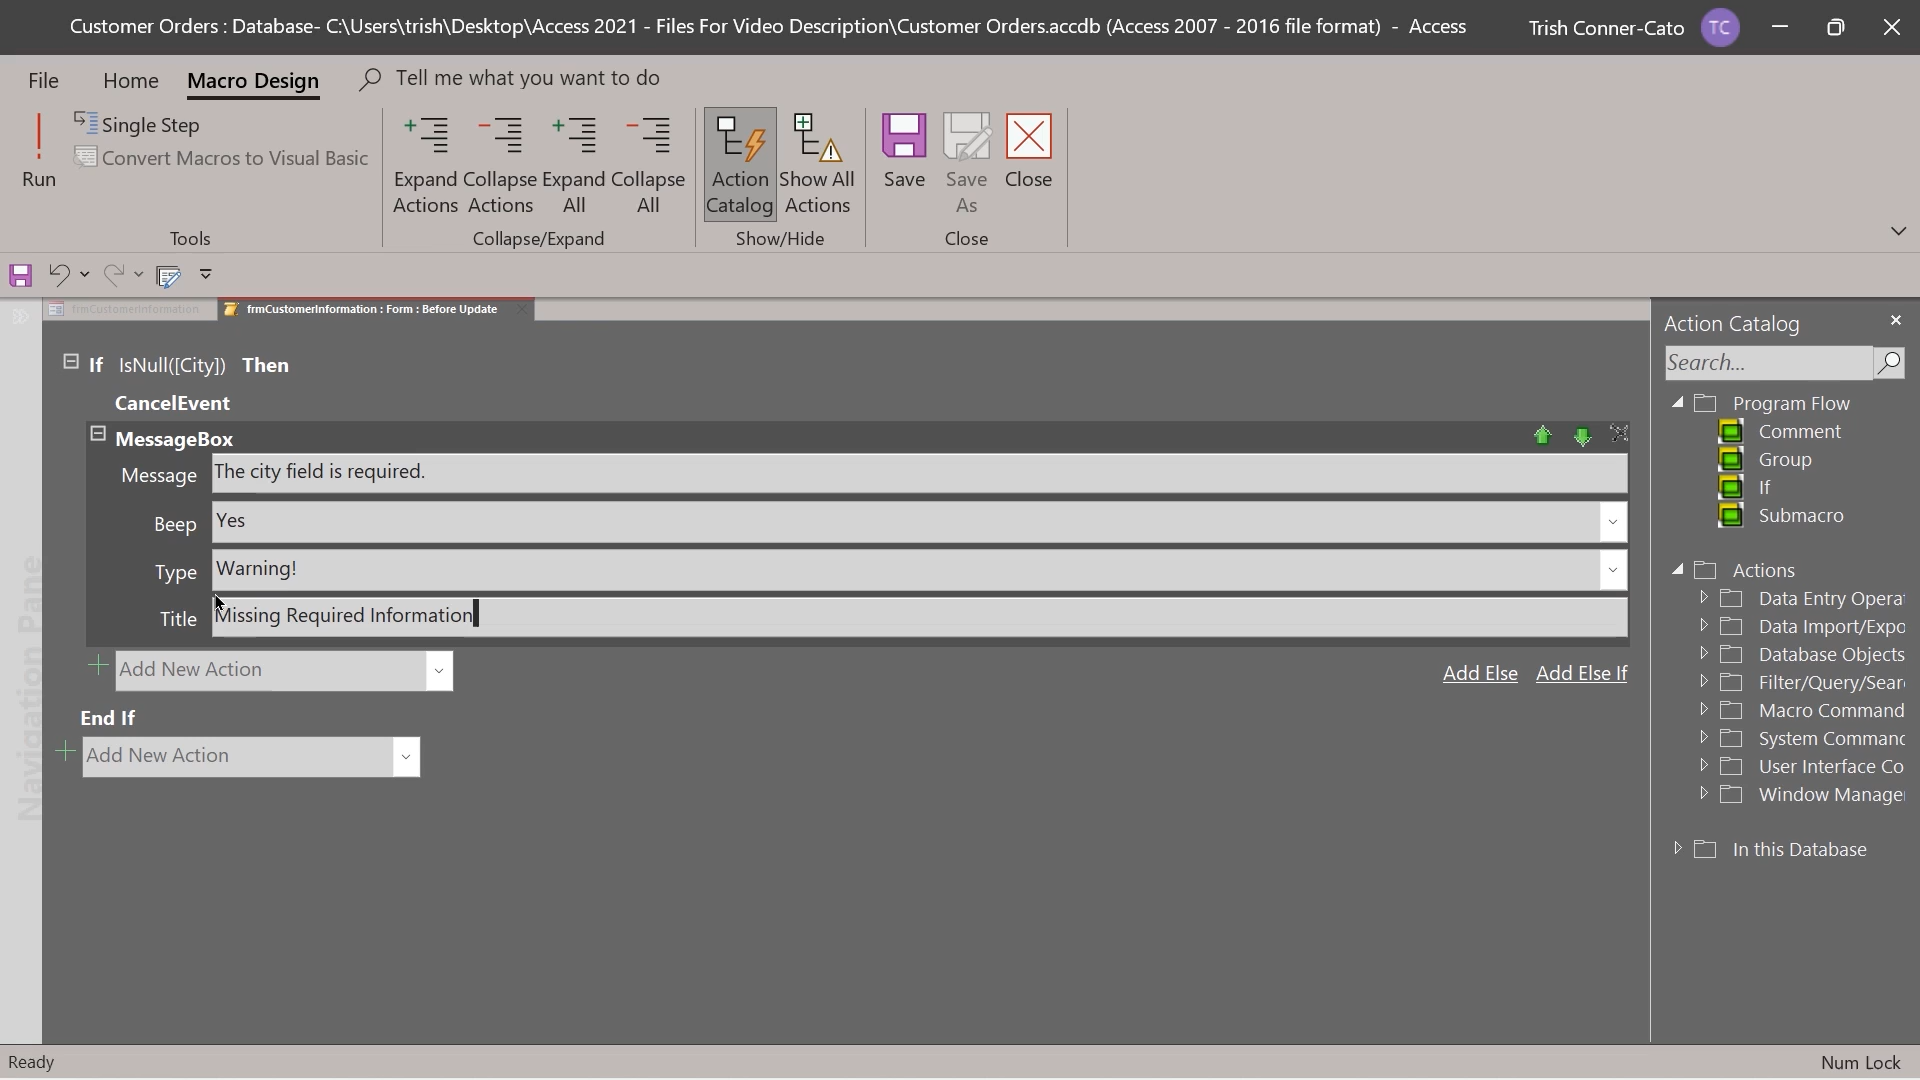 Customer Orders : Database- C:\Users\trish\Desktop\Access 2021 - Files For Video Description\Customer Orders.accdb (Access 2007 - 2016 file format) - Access
Trish Conner-Cato
TC
File
Home
Macro Design
Tell me what you want to do
Run
Single Step
Convert Macros to Visual Basic
Tools
Expand Actions
Collapse Actions
Expand All
Collapse All
Collapse/Expand
Action Catalog
Show All Actions
Show/Hide
Save
Save As
Close
Close
frmCustomerInformation
frmCustomerInformation : Form : Before Update
Navigation Pane
If IsNull([City]) Then
CancelEvent
MessageBox
Message The city field is required.
Beep Yes
Type Warning!
Title Missing Required Information
Add New Action
Add Else Add Else If
End If
Add New Action
Action Catalog
Search...
Program Flow
Comment
Group
If
Submacro
Actions
Data Entry Opera
Data Import/Expo
Database Objects
Filter/Query/Sear
Macro Command
System Command
User Interface Co
Window Manage
In this Database
Ready
Num Lock